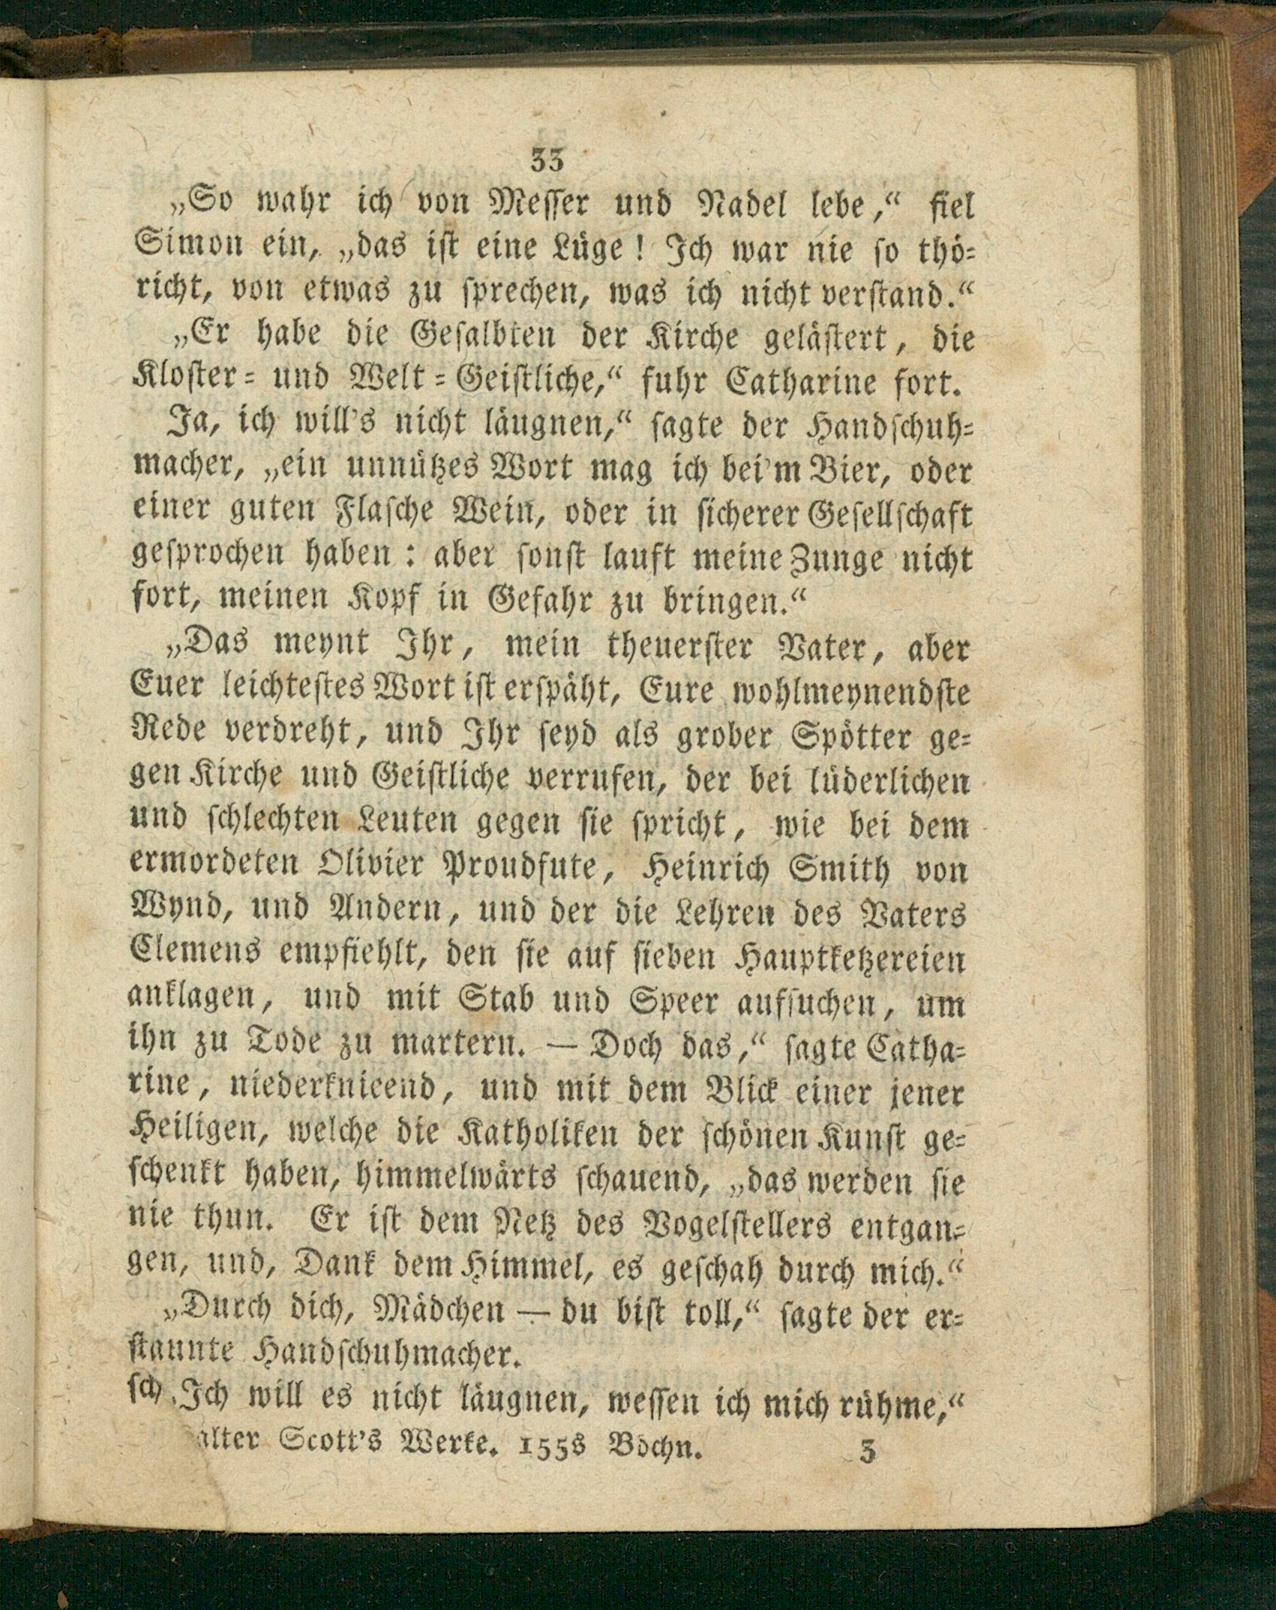 33
„So wahr ich von Messer und Nadel lebe,“ fiel
Simon ein, „das ist eine Lüge! Ich war nie so thö-
richt, von etwas zu sprechen, was ich nicht verstand.“
„Er habe die Gesalbten der Kirche gelästert, die
Kloster- und Welt-Geistliche,“ fuhr Catharine fort.
Ja, ich will's nicht läugnen,“ sagte der Handschuh-
macher, „ein unnützes Wort mag ich bei'm Bier, oder
einer guten Flasche Wein, oder in sicherer Gesellschaft
gesprochen haben: aber sonst lauft meine Zunge nicht
fort, meinen Kopf in Gefahr zu bringen.“
„Das meynt Ihr, mein theuerster Vater, aber
Euer leichtestes Wort ist erspäht, Eure wohlmeynendste
Rede verdreht, und Ihr seyd als grober Spötter ge-
gen Kirche und Geistliche verrufen, der bei lüderlichen
und schlechten Leuten gegen sie spricht, wie bei dem
ermordeten Olivier Proudfute, Heinrich Smith von
Wynd, und Andern, und der die Lehren des Vaters
Clemens empfiehlt, den sie auf sieben Hauptketzereien
anklagen, und mit Stab und Speer aufsuchen, um
ihn zu Tode zu martern. — Doch das,“ sagte Catha-
rine, niederknieend, und mit dem Blick einer jener
Heiligen, welche die Katholiken der schönen Kunst ge-
schenkt haben, himmelwärts schauend, „das werden sie
nie thun. Er ist dem Netz des Vogelstellers entgan-
gen, und, Dank dem Himmel, es geschah durch mich.“
„Durch dich, Mädchen — du bist toll,“ sagte der er-
staunte Handschuhmacher.
sch Ich will es nicht läugnen, wessen ich mich rühme,“
alter Scott's Werke. 155s Bdchn. 3